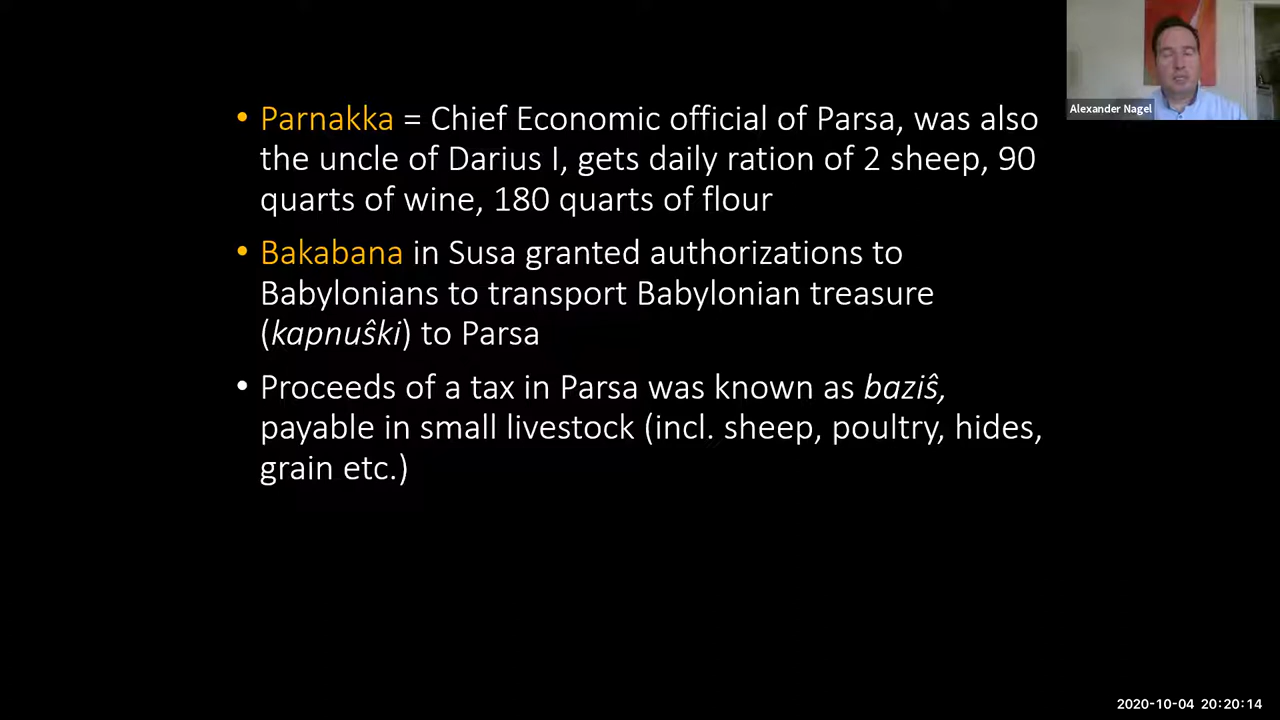 • Parnakka = Chief Economic official of Parsa, was also
the uncle of Darius I, gets daily ration of 2 sheep, 90
quarts of wine, 180 quarts of flour
• Bakabana in Susa granted authorizations to
Babylonians to transport Babylonian treasure
(kapnuŝki) to Parsa
• Proceeds of a tax in Parsa was known as baziŝ,
payable in small livestock (incl. sheep, poultry, hides,
grain etc.)
Alexander Nagel
2020-10-04 20:20:14